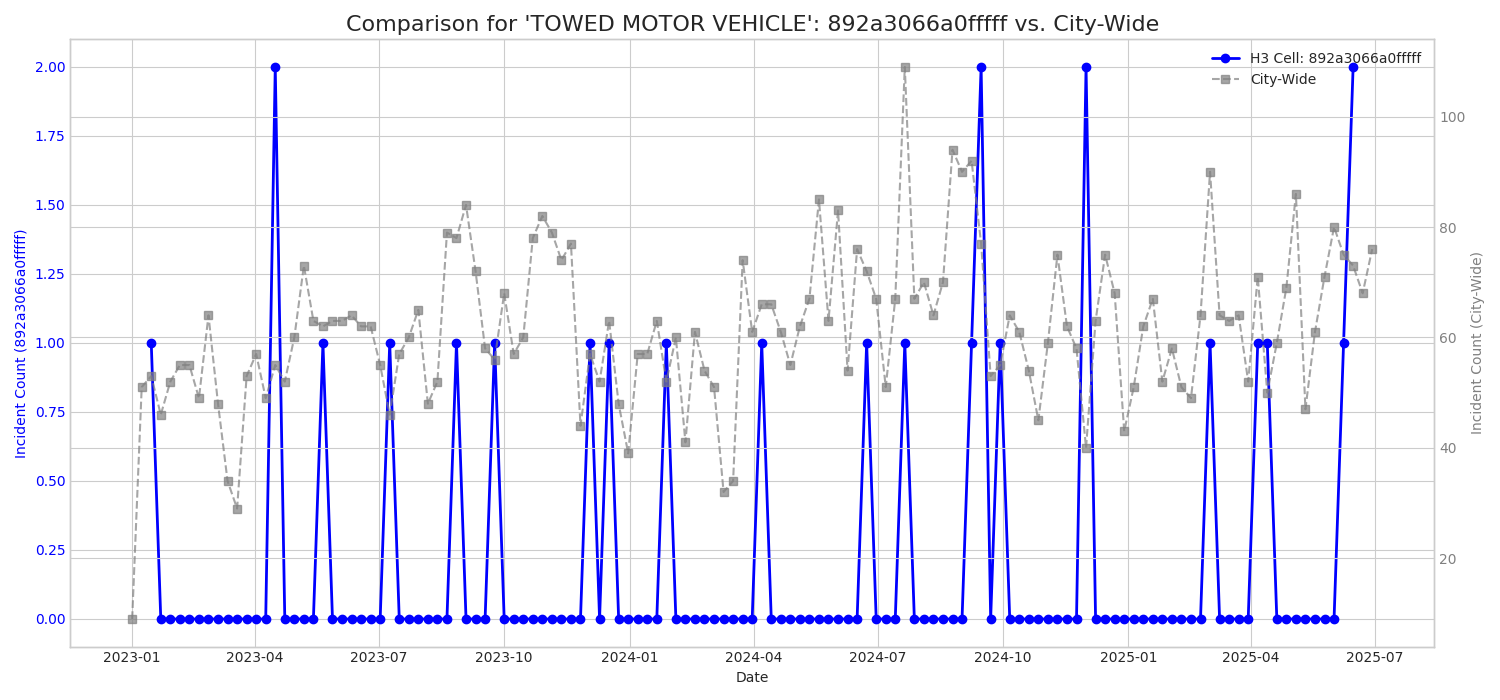 Comparison for 'TOWED MOTOR VEHICLE': 892a3066a0fffff vs. City-Wide
H3 Cell: 892a3066a0fffff
City-Wide
Incident Count (892a3066a0fffff)
2.00
1.75
1.50
1.25
1.00
0.75
0.50
0.25
0.00
100
80
60
40
20
Incident Count (City-Wide)
2023-01 2023-04 2023-07 2023-10 2024-01 2024-04 2024-07 2024-10 2025-01 2025-04 2025-07
Date